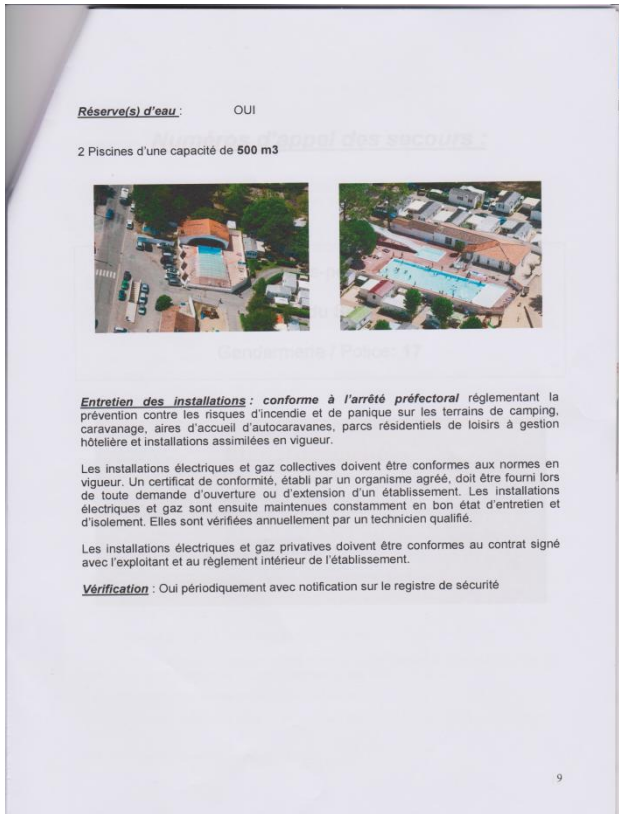 Réserve(s) d'eau : OUI
Numéros d'appel des secours :
2 Piscines d'une capacité de 500 m3
Gendarmerie / Police: 17
Entretien des installations : conforme à l'arrêté préfectoral réglementant la
prévention contre les risques d'incendie et de panique sur les terrains de camping,
caravanage, aires d'accueil d'autocaravanes, parcs résidentiels de loisirs à gestion
hôtelière et installations assimilées en vigueur.
Les installations électriques et gaz collectives doivent être conformes aux normes en
vigueur. Un certificat de conformité, établi par un organisme agréé, doit être fourni lors
de toute demande d'ouverture ou d'extension d'un établissement. Les installations
électriques et gaz sont ensuite maintenues constamment en bon état d'entretien et
d'isolement. Elles sont vérifiées annuellement par un technicien qualifié.
Les installations électriques et gaz privatives doivent être conformes au contrat signé
avec l'exploitant et au règlement intérieur de l'établissement.
Vérification : Oui périodiquement avec notification sur le registre de sécurité
9